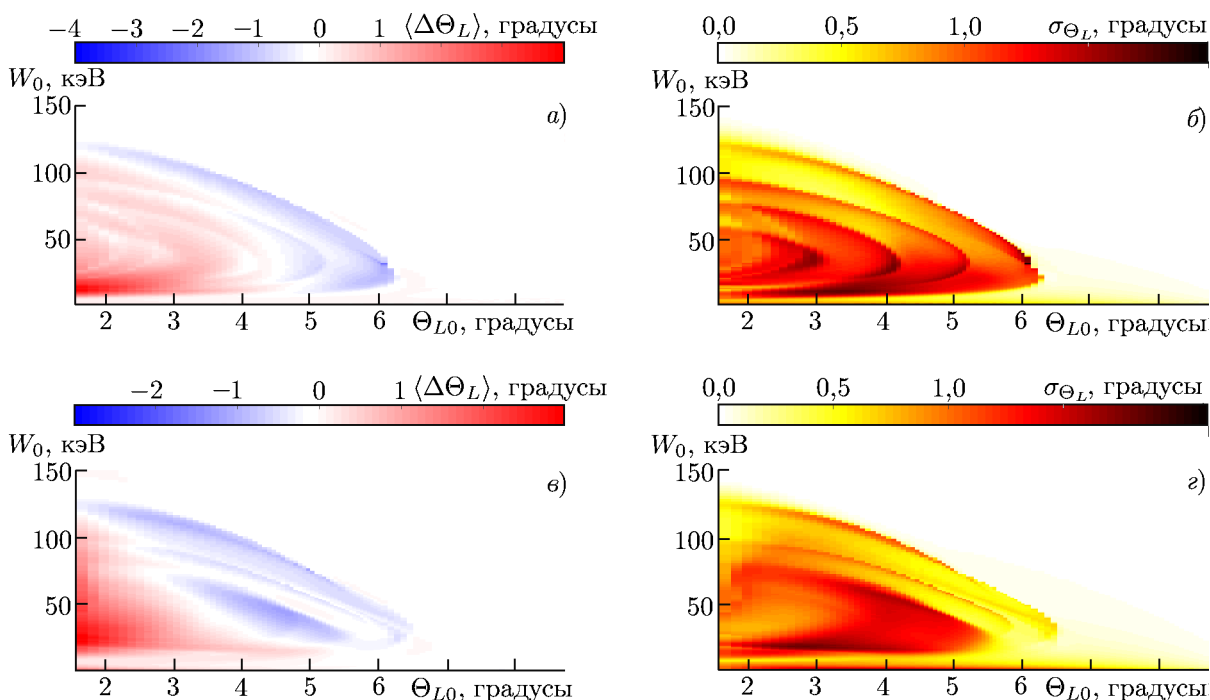 −4 −3 −2 −1 0 1 ⟨ΔΘ_L⟩, градусы
0,0 0,5 1,0 σ_{Θ_L}, градусы
W_0, кэВ
150
100
50
а)
2 3 4 5 6 Θ_{L0}, градусы
W_0, кэВ
150
100
50
0
б)
2 3 4 5 6 Θ_{L0}, градусы
−2 −1 0 1 ⟨ΔΘ_L⟩, градусы
0,0 0,5 1,0 σ_{Θ_L}, градусы
W_0, кэВ
150
100
50
0
в)
2 3 4 5 6 Θ_{L0}, градусы
W_0, кэВ
150
100
50
0
г)
2 3 4 5 6 Θ_{L0}, градусы